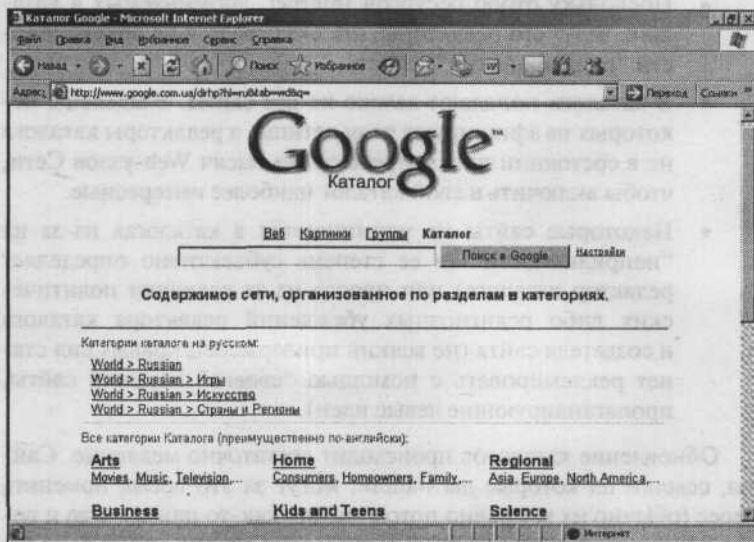 Каталог Google - Microsoft Internet Explorer
Файл Правка Вид Избранное Сервис Справка
Назад Поиск Избранное
Адрес http://www.google.com.ua/dirhp?hl=ru&tab=wd&q= Переход Ссылки »
Google™
Каталог
Веб Картинки Группы Каталог
Поиск в Google Настройки
Содержимое сети, организованное по разделам в категориях.
Категории каталога на русском:
World > Russian
World > Russian > Игры
World > Russian > Искусство
World > Russian > Страны и Регионы
Все категории Каталога (преимущественно по-английски):
Arts Home Regional
Movies, Music, Television,... Consumers, Homeowners, Family,... Asia, Europe, North America,...
Business Kids and Teens Science
Интернет